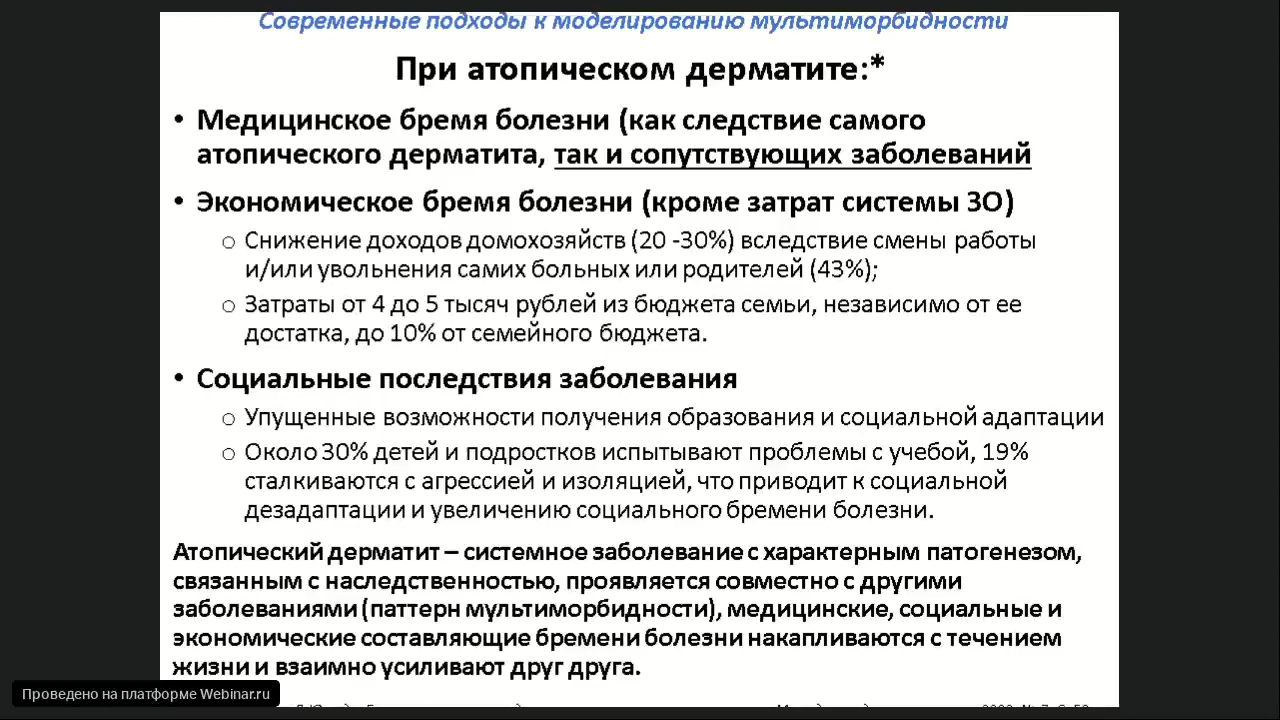 Современные подходы к моделированию мультиморбидности
При атопическом дерматите:*
• Медицинское бремя болезни (как следствие самого
атопического дерматита, так и сопутствующих заболеваний
• Экономическое бремя болезни (кроме затрат системы ЗО)
o Снижение доходов домохозяйств (20 -30%) вследствие смены работы
и/или увольнения самих больных или родителей (43%);
o Затраты от 4 до 5 тысяч рублей из бюджета семьи, независимо от ее
достатка, до 10% от семейного бюджета.
• Социальные последствия заболевания
o Упущенные возможности получения образования и социальной адаптации
o Около 30% детей и подростков испытывают проблемы с учебой, 19%
сталкиваются с агрессией и изоляцией, что приводит к социальной
дезадаптации и увеличению социального бремени болезни.
Атопический дерматит – системное заболевание с характерным патогенезом,
связанным с наследственностью, проявляется совместно с другими
заболеваниями (паттерн мультиморбидности), медицинские, социальные и
экономические составляющие бремени болезни накапливаются с течением
жизни и взаимно усиливают друг друга.
Проведено на платформе Webinar.ru